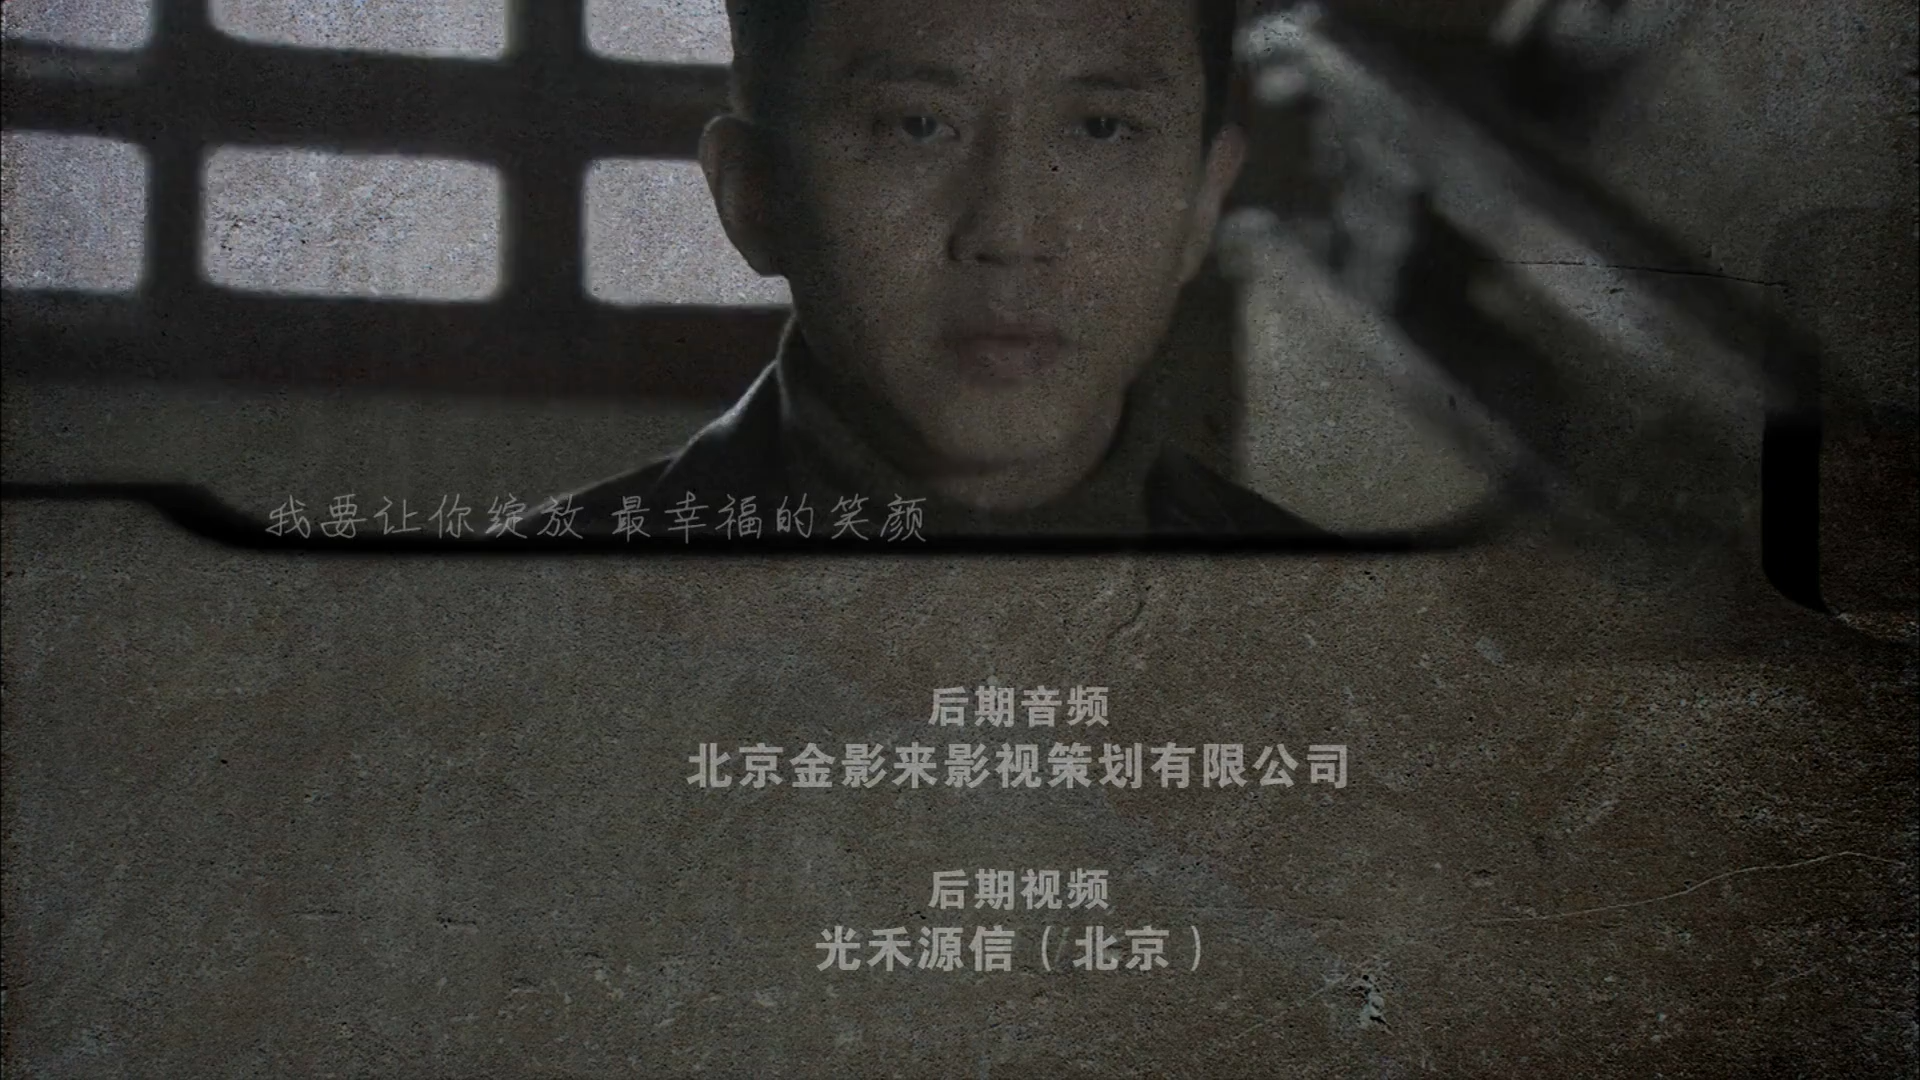 我要让你绽放 最幸福的笑颜
后期音频
北京金影来影视策划有限公司
后期视频
光禾源信（北京）